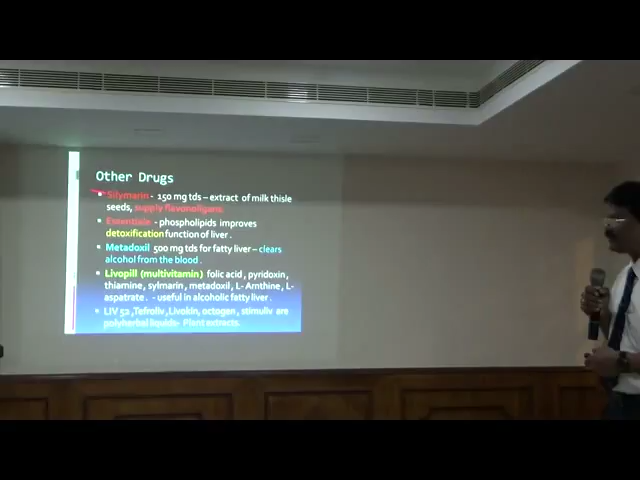 Other Drugs
Silymarin - 150 mg tds – extract of milk thisle
seeds, supply flavonoligans.
Essentiale - phospholipids improves
detoxification function of liver .
Metadoxil 500 mg tds for fatty liver – clears
alcohol from the blood .
Livopill (multivitamin) folic acid , pyridoxin ,
thiamine, sylmarin , metadoxil, L- Arnthine, L-
aspatrate . - useful in alcoholic fatty liver .
LIV 52 ,Tefroliv ,Livokin, octogen , stimuliv are
polyherbal liquids- Plant extracts.